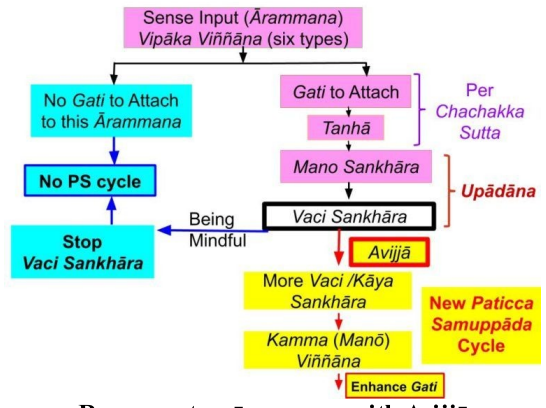 Sense Input (Ārammana)
Vipāka Viññāna (six types)
No Gati to Attach
to this Ārammana
Gati to Attach
Per
Chachakka
Sutta
Tanhā
No PS cycle
Mano Sankhāra
Upādāna
Vaci Sankhāra
Being
Mindful
Stop
Vaci Sankhāra
Avijjā
More Vaci /Kāya
Sankhāra
New Paticca
Samuppāda
Cycle
Kamma (Manō)
Viññāna
Enhance Gati
with Avijjā